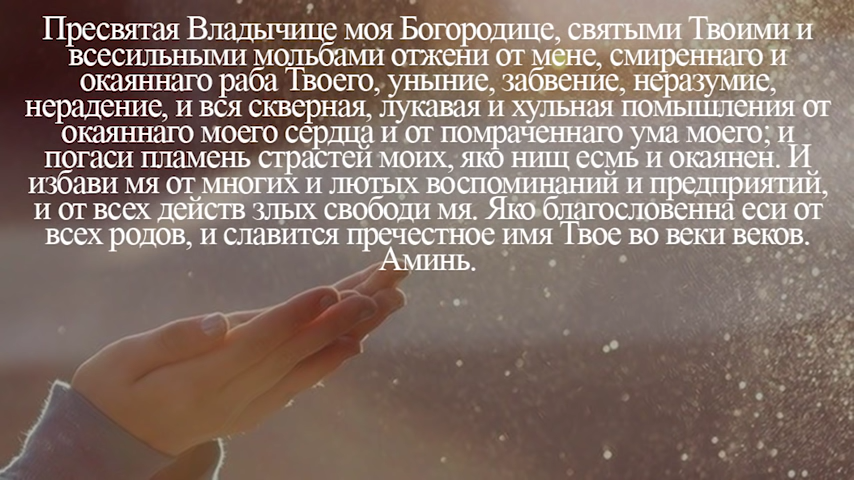 Пресвятая Владычице моя Богородице, святыми Твоими и
всесильными мольбами отжени от мене, смиреннаго и
окаяннаго раба Твоего, уныние, забвение, неразумие,
нерадение, и вся скверная, лукавая и хульная помышления от
окаяннаго моего сердца и от помраченнаго ума моего; и
погаси пламень страстей моих, яко нищ есмь и окаянен. И
избави мя от многих и лютых воспоминаний и предприятий,
и от всех действ злых свободи мя. Яко благословенна еси от
всех родов, и славится пречестное имя Твое во веки веков.
Аминь.